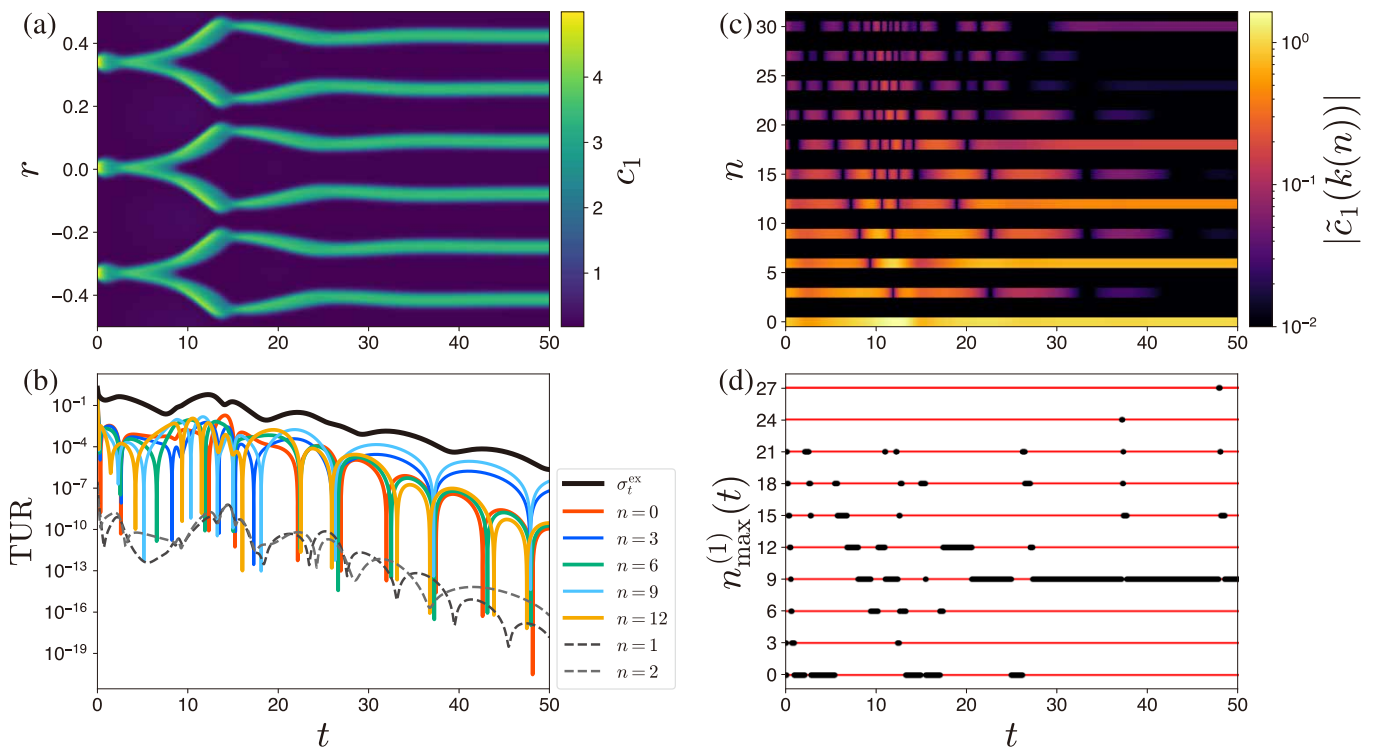 (a)
0.4
0.2
0.0
−0.2
−0.4
r
0 10 20 30 40 50
4
3
2
1
c₁
(c)
30
25
20
15
10
5
0
n
0 10 20 30 40 50
10⁰
10⁻¹
10⁻²
|c̃₁(k(n))|
(b)
10⁻¹
10⁻⁴
10⁻⁷
10⁻¹⁰
10⁻¹³
10⁻¹⁶
10⁻¹⁹
TUR
0 10 20 30 40 50
t
σₜᵉˣ
n = 0
n = 3
n = 6
n = 9
n = 12
n = 1
n = 2
(d)
27
24
21
18
15
12
9
6
3
0
n_max^(1)(t)
0 10 20 30 40 50
t